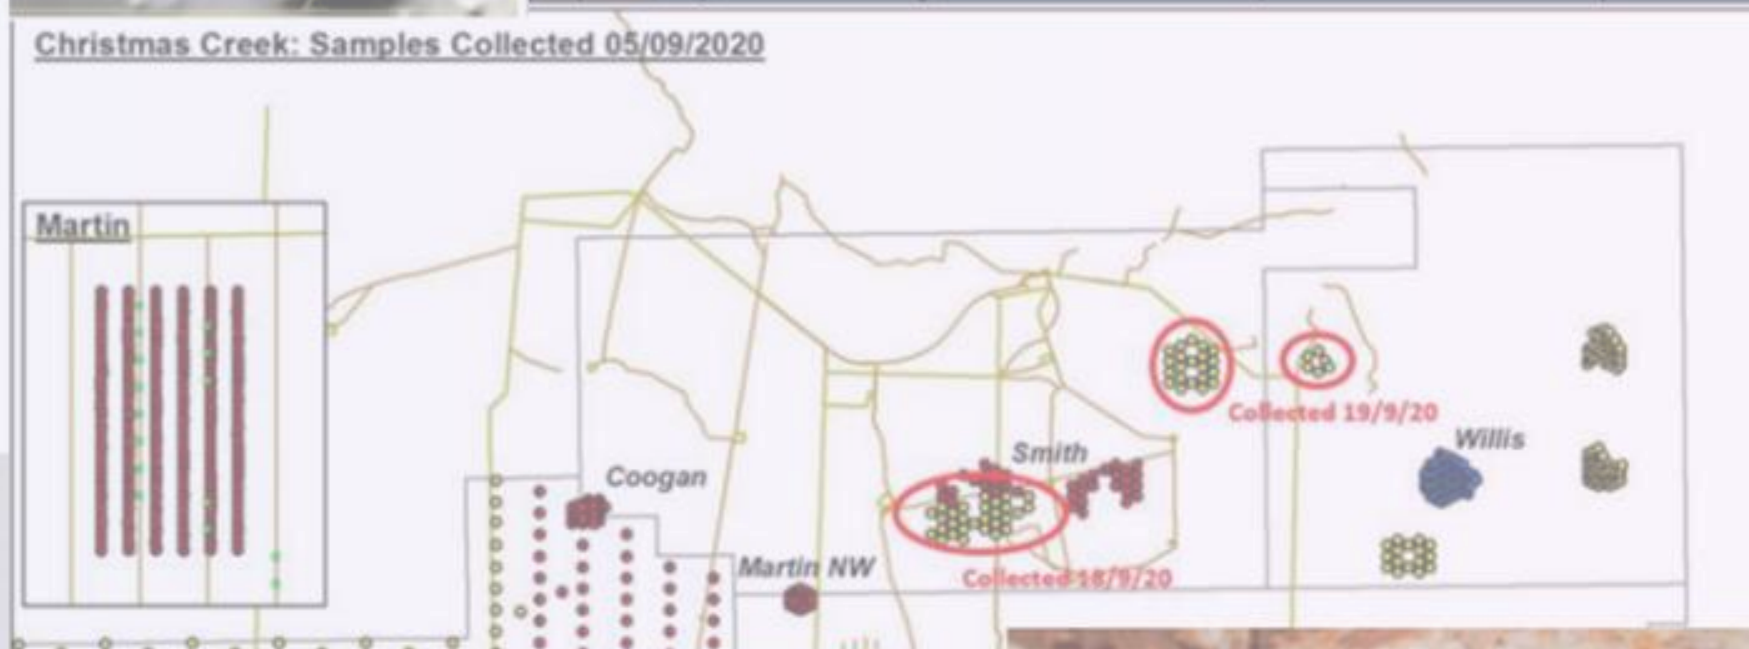 Christmas Creek: Samples Collected 05/09/2020
Martin
Collected 19/9/20
Willis
Smith
Coogan
Martin NW
Collected 18/9/20